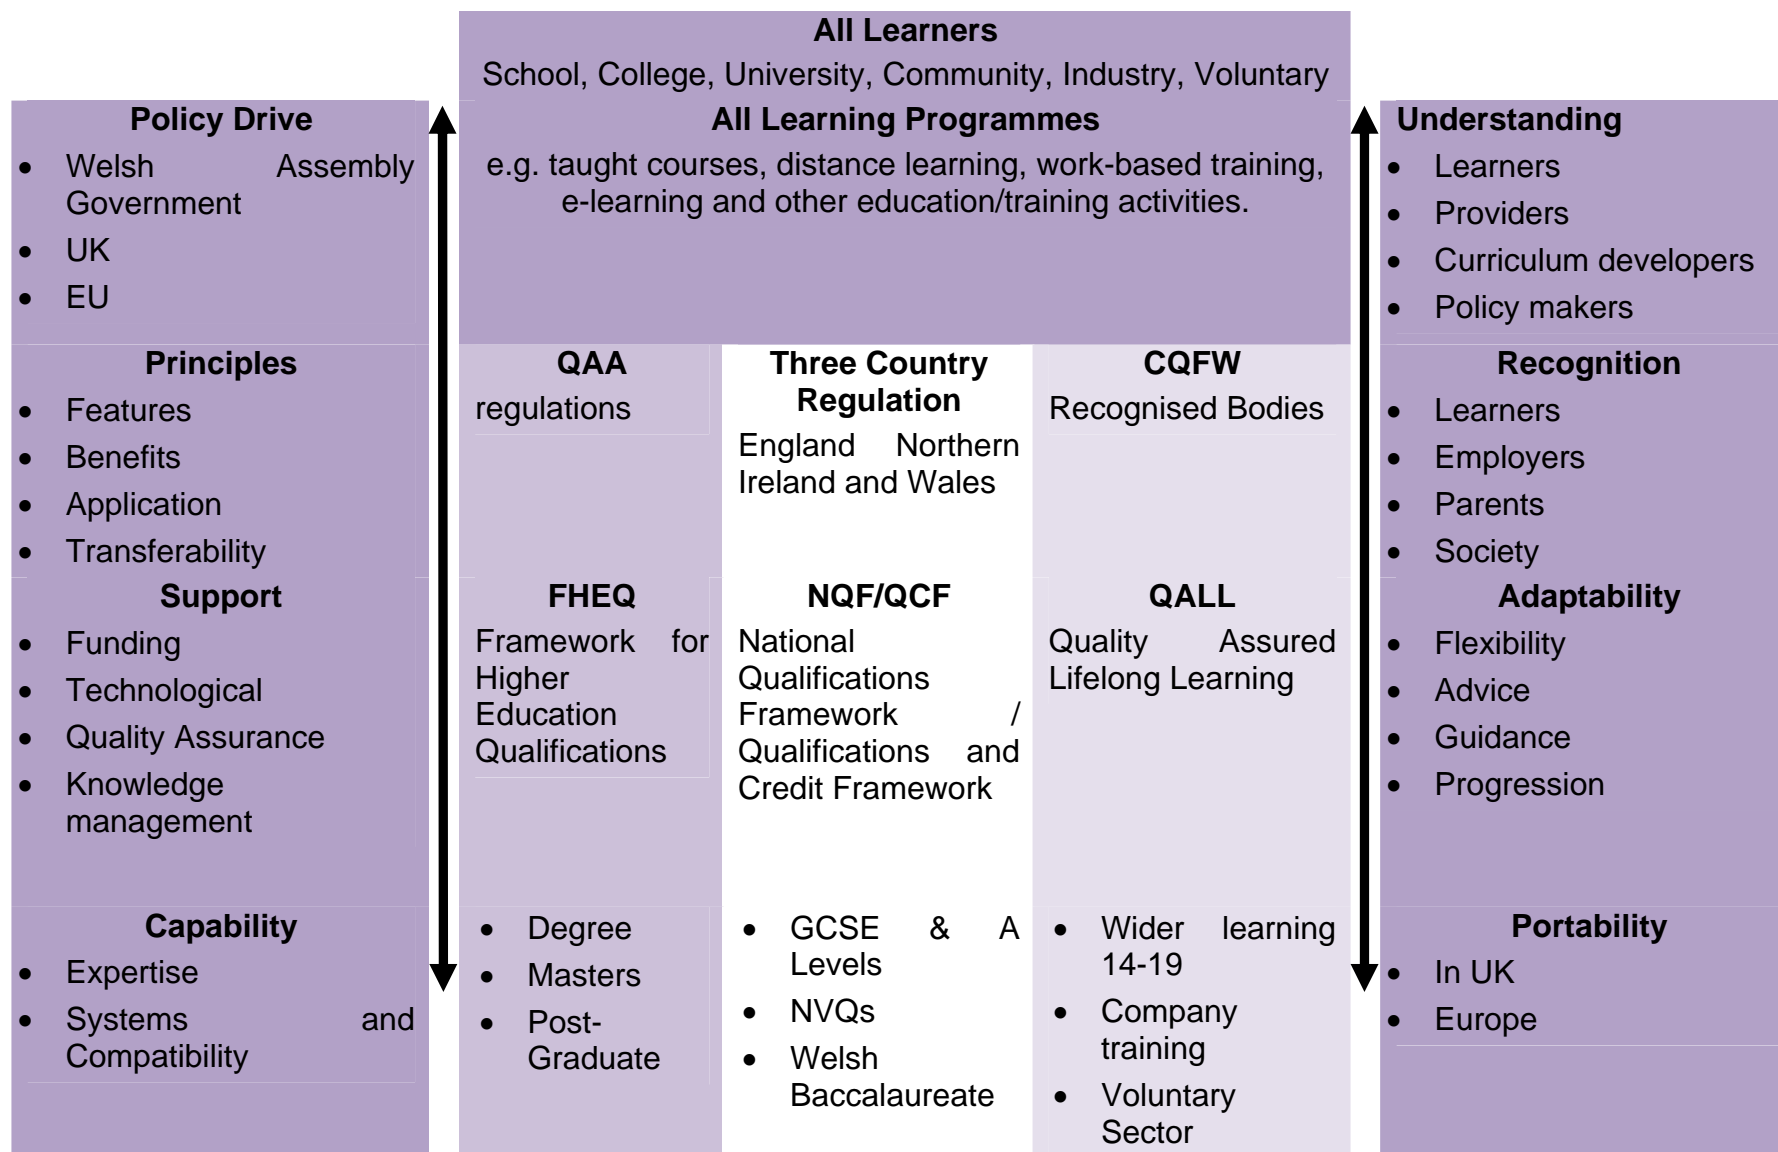 All Learners
School, College, University, Community, Industry, Voluntary
Policy Drive
• Welsh Assembly
Government
• UK
• EU
All Learning Programmes
e.g. taught courses, distance learning, work-based training,
e-learning and other education/training activities.
Understanding
• Learners
• Providers
• Curriculum developers
• Policy makers
Principles
• Features
• Benefits
• Application
• Transferability
QAA
regulations
Three Country
Regulation
England Northern
Ireland and Wales
CQFW
Recognised Bodies
Recognition
• Learners
• Employers
• Parents
• Society
Support
• Funding
• Technological
• Quality Assurance
• Knowledge
management
FHEQ
Framework for
Higher
Education
Qualifications
NQF/QCF
National
Qualifications
Framework /
Qualifications and
Credit Framework
QALL
Quality Assured
Lifelong Learning
Adaptability
• Flexibility
• Advice
• Guidance
• Progression
Capability
• Expertise
• Systems and
Compatibility
• Degree
• Masters
• Post-
Graduate
• GCSE & A
Levels
• NVQs
• Welsh
Baccalaureate
• Wider learning
14-19
• Company
training
• Voluntary
Sector
Portability
• In UK
• Europe